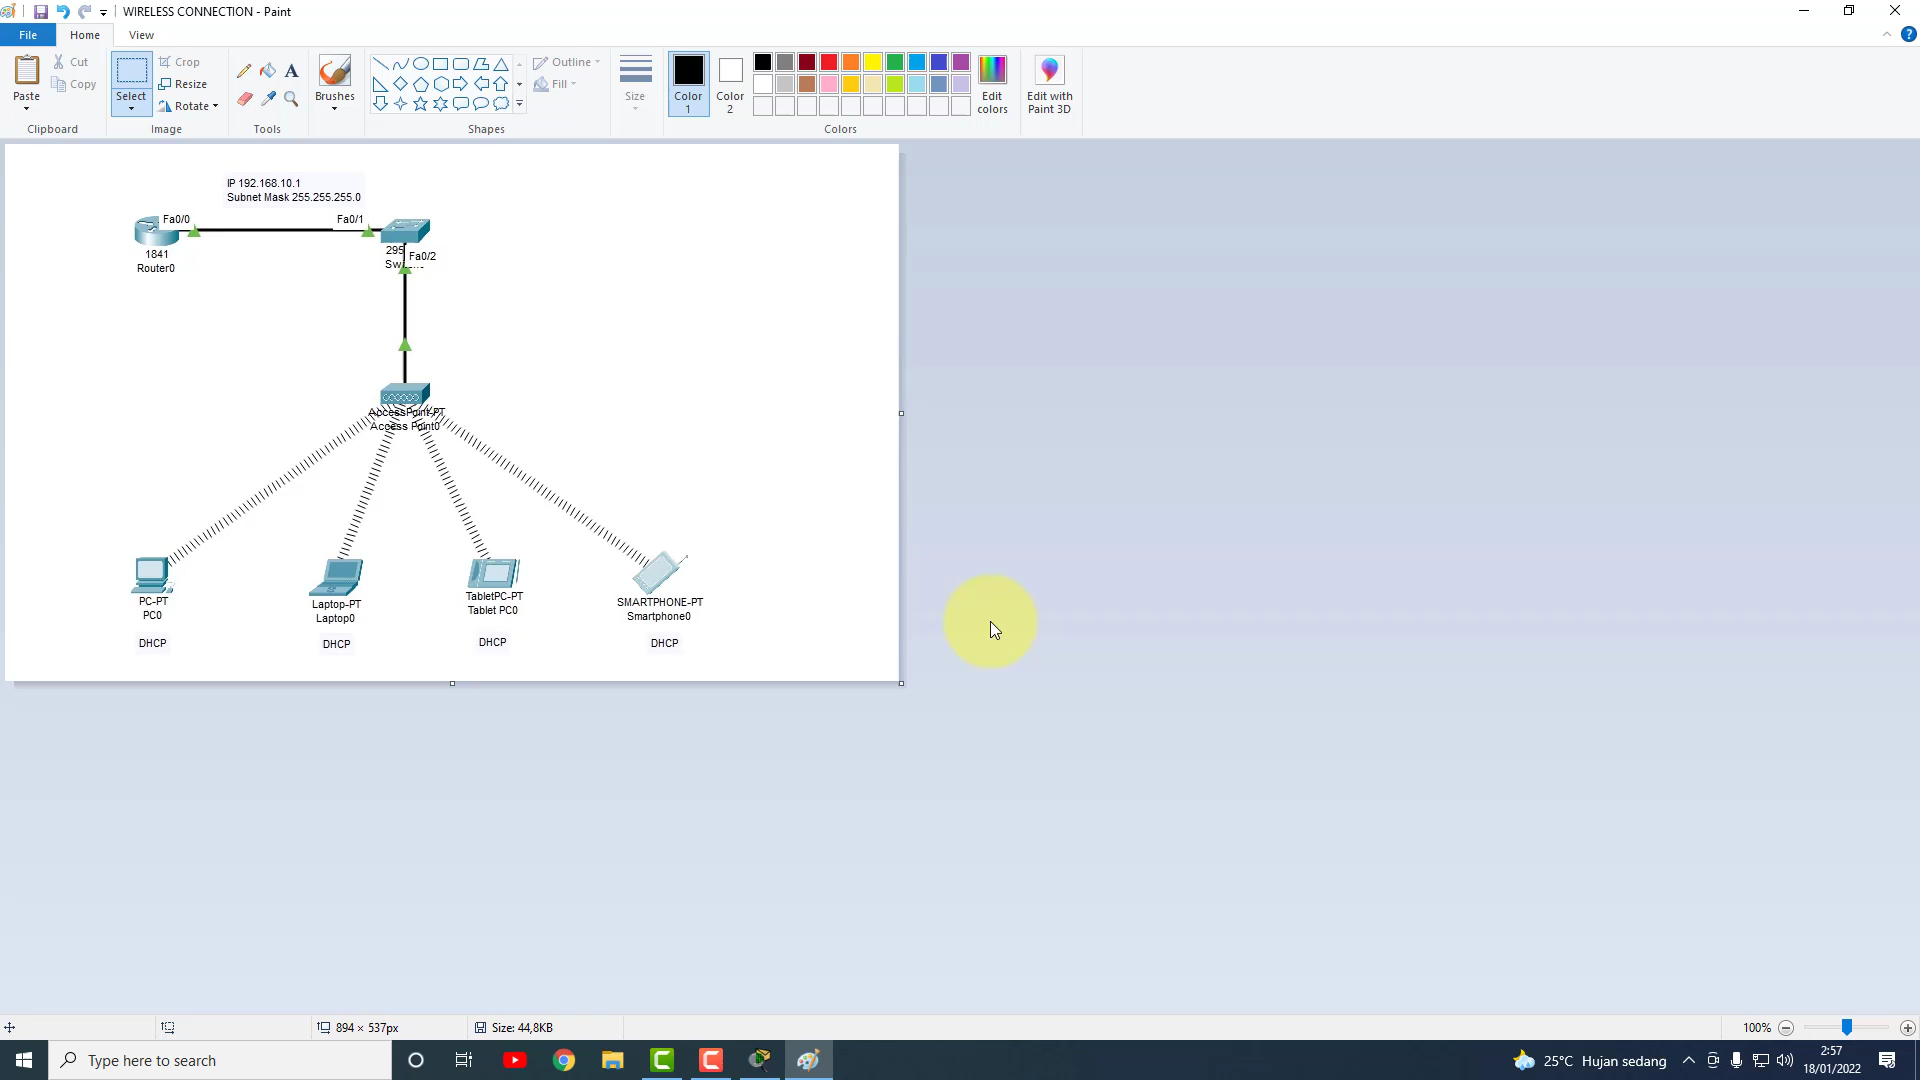 WIRELESS CONNECTION - Paint
File
Home
View
Paste
Cut
Copy
Clipboard
Select
Crop
Resize
Rotate
Image
A
Tools
Brushes
Outline
Fill
Shapes
Size
Color
1
Color
2
Edit
colors
Edit with
Paint 3D
Colors
IP 192.168.10.1
Subnet Mask 255.255.255.0
Fa0/0
Fa0/1
1841
Router0
295
Fa0/2
AccessPoint-PT
Access Point0
PC-PT
PC0
DHCP
Laptop-PT
Laptop0
DHCP
TabletPC-PT
Tablet PC0
DHCP
SMARTPHONE-PT
Smartphone0
DHCP
894 × 537px
Size: 44,8KB
100%
Type here to search
25°C Hujan sedang
2:57
18/01/2022